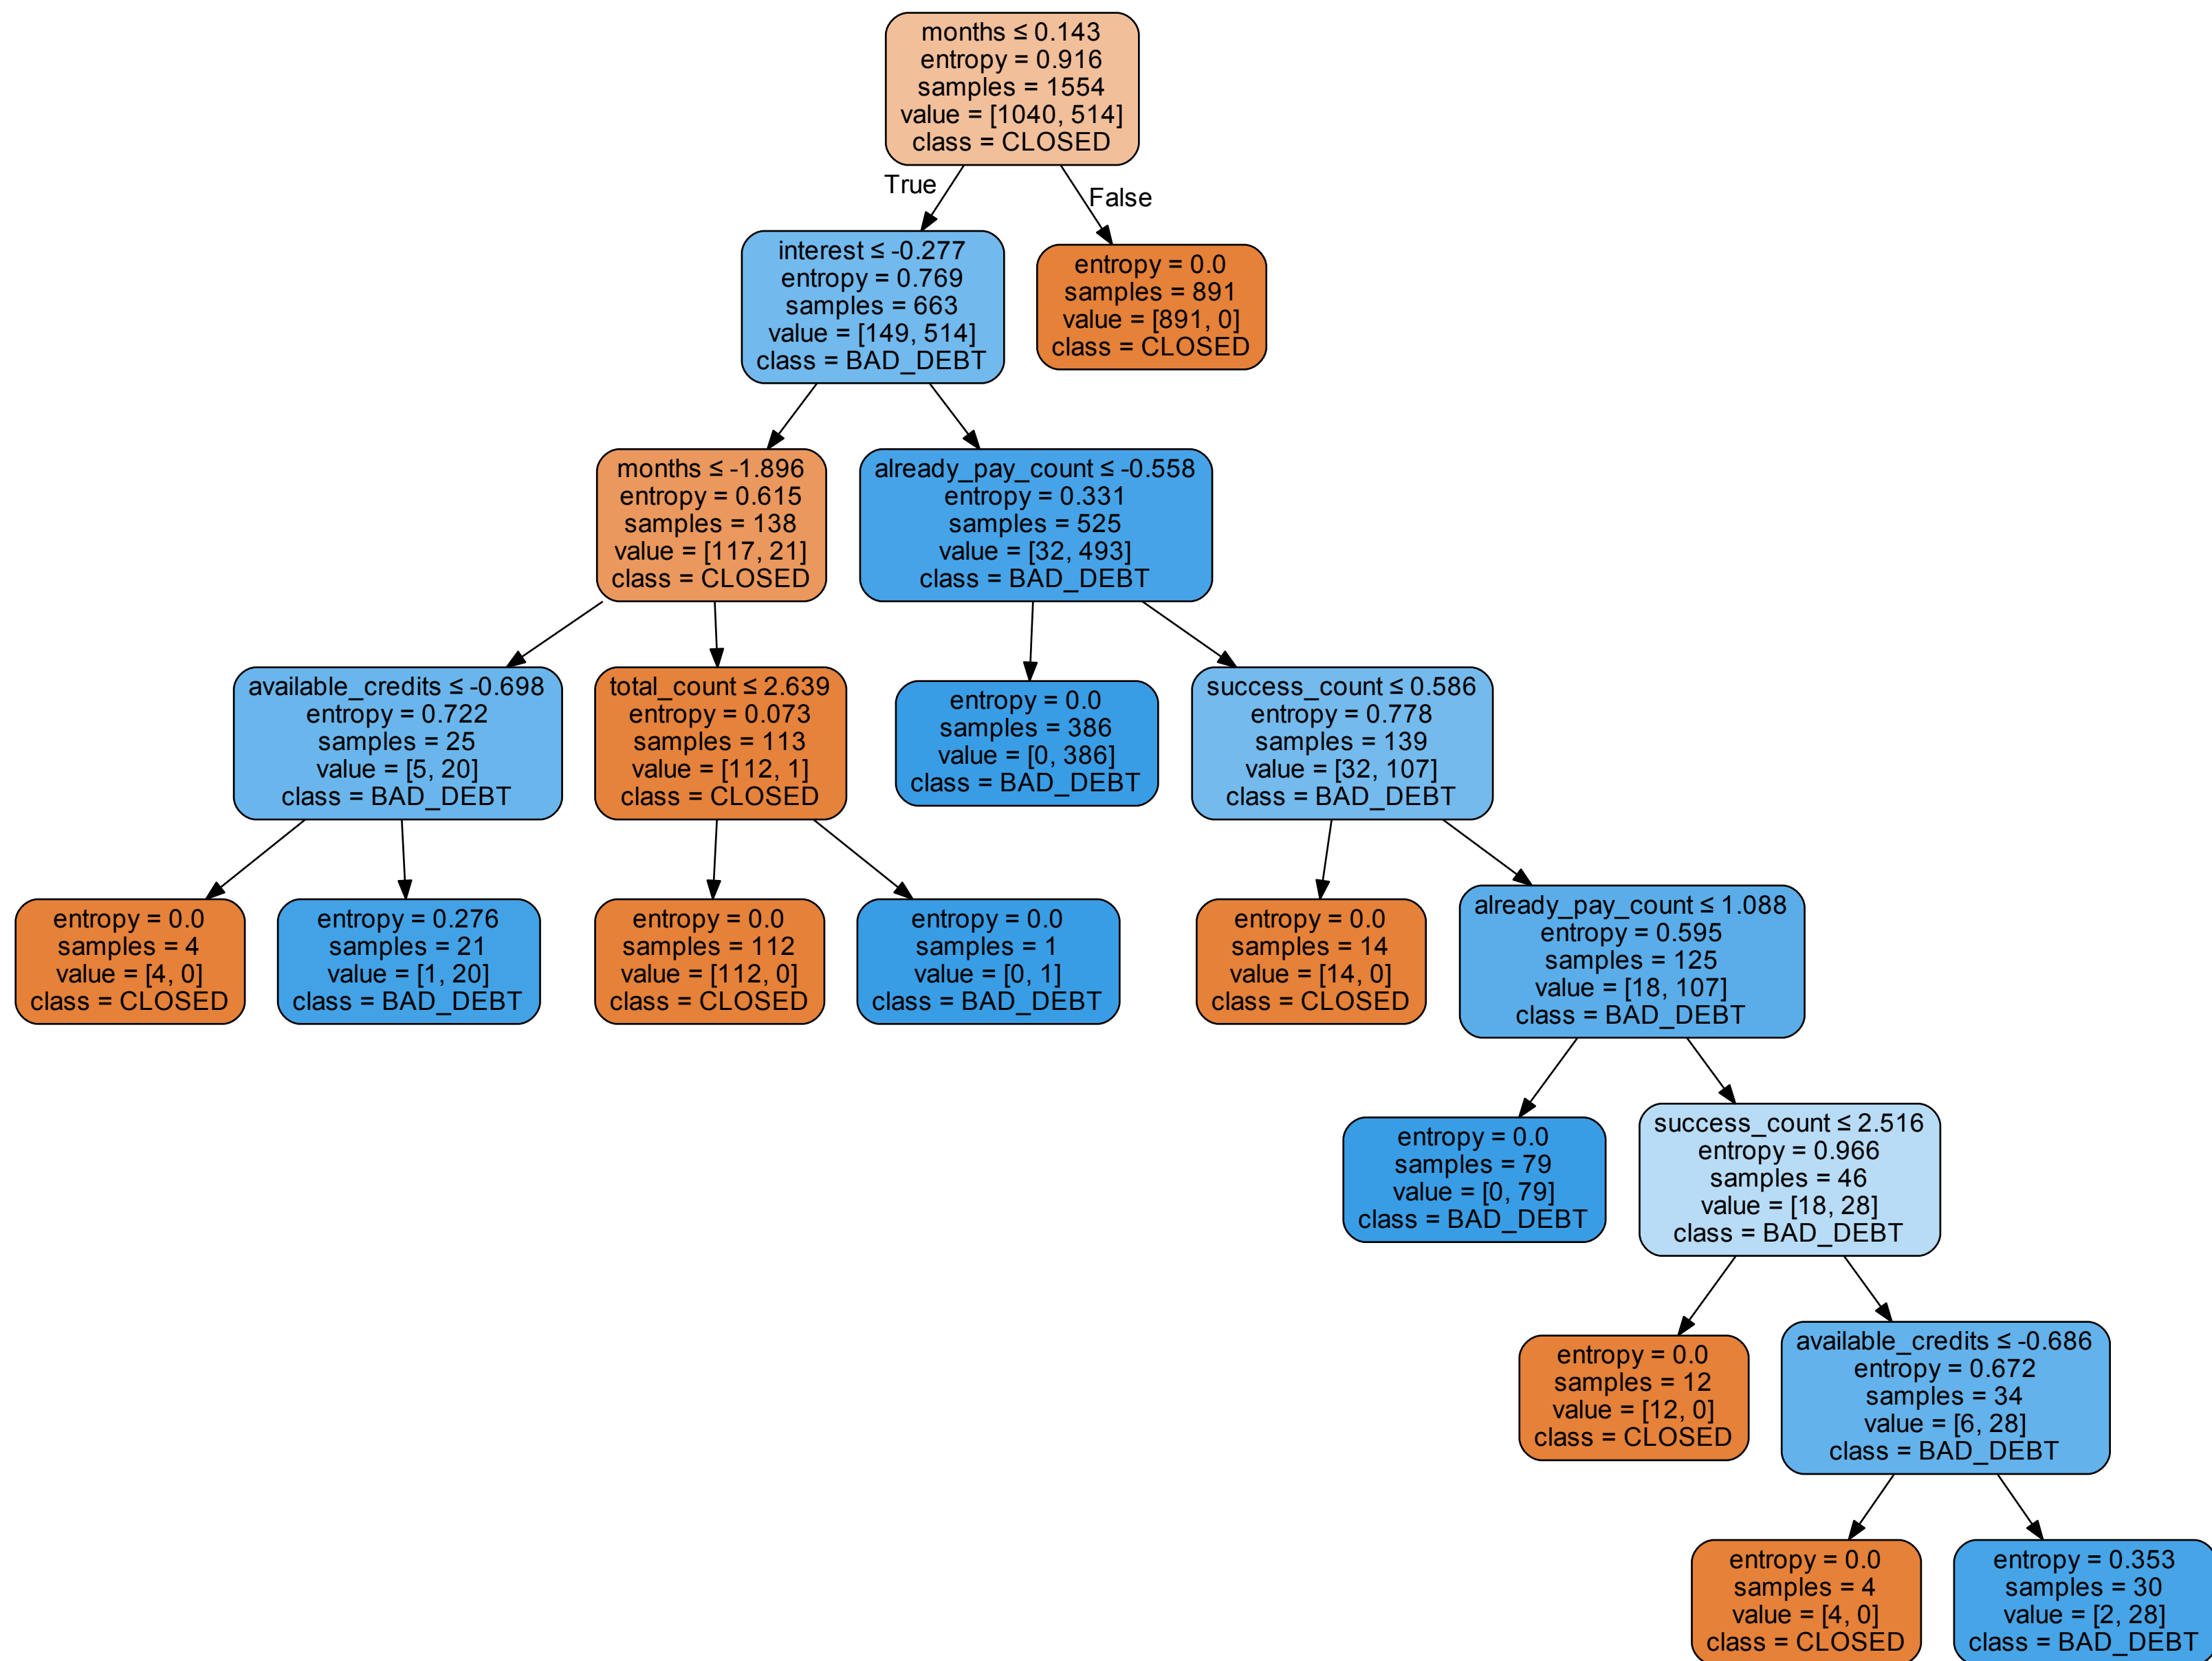 months ≤ 0.143
entropy = 0.916
samples = 1554
value = [1040, 514]
class = CLOSED
True
False
interest ≤ -0.277
entropy = 0.769
samples = 663
value = [149, 514]
class = BAD_DEBT
entropy = 0.0
samples = 891
value = [891, 0]
class = CLOSED
months ≤ -1.896
entropy = 0.615
samples = 138
value = [117, 21]
class = CLOSED
already_pay_count ≤ -0.558
entropy = 0.331
samples = 525
value = [32, 493]
class = BAD_DEBT
available_credits ≤ -0.698
entropy = 0.722
samples = 25
value = [5, 20]
class = BAD_DEBT
total_count ≤ 2.639
entropy = 0.073
samples = 113
value = [112, 1]
class = CLOSED
entropy = 0.0
samples = 386
value = [0, 386]
class = BAD_DEBT
success_count ≤ 0.586
entropy = 0.778
samples = 139
value = [32, 107]
class = BAD_DEBT
entropy = 0.0
samples = 4
value = [4, 0]
class = CLOSED
entropy = 0.276
samples = 21
value = [1, 20]
class = BAD_DEBT
entropy = 0.0
samples = 112
value = [112, 0]
class = CLOSED
entropy = 0.0
samples = 1
value = [0, 1]
class = BAD_DEBT
entropy = 0.0
samples = 14
value = [14, 0]
class = CLOSED
already_pay_count ≤ 1.088
entropy = 0.595
samples = 125
value = [18, 107]
class = BAD_DEBT
entropy = 0.0
samples = 79
value = [0, 79]
class = BAD_DEBT
success_count ≤ 2.516
entropy = 0.966
samples = 46
value = [18, 28]
class = BAD_DEBT
entropy = 0.0
samples = 12
value = [12, 0]
class = CLOSED
available_credits ≤ -0.686
entropy = 0.672
samples = 34
value = [6, 28]
class = BAD_DEBT
entropy = 0.0
samples = 4
value = [4, 0]
class = CLOSED
entropy = 0.353
samples = 30
value = [2, 28]
class = BAD_DEBT